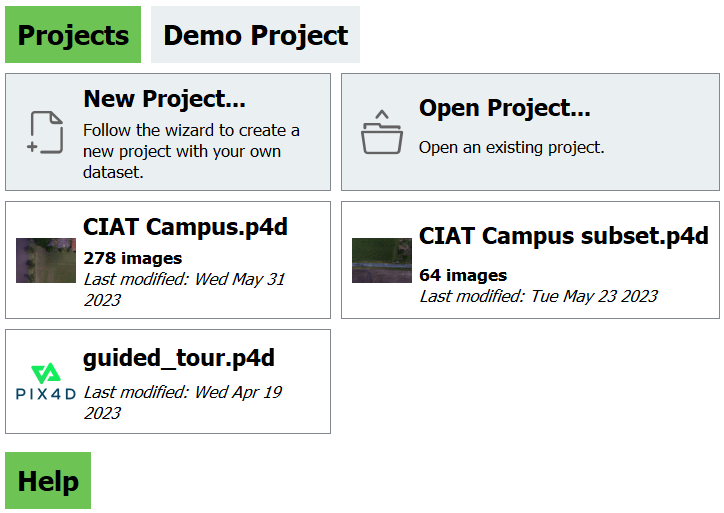 Projects
Demo Project
New Project...
Follow the wizard to create a
new project with your own
dataset.
Open Project...
Open an existing project.
CIAT Campus.p4d
278 images
Last modified: Wed May 31
2023
CIAT Campus subset.p4d
64 images
Last modified: Tue May 23 2023
PIX4D
guided_tour.p4d
Last modified: Wed Apr 19
2023
Help